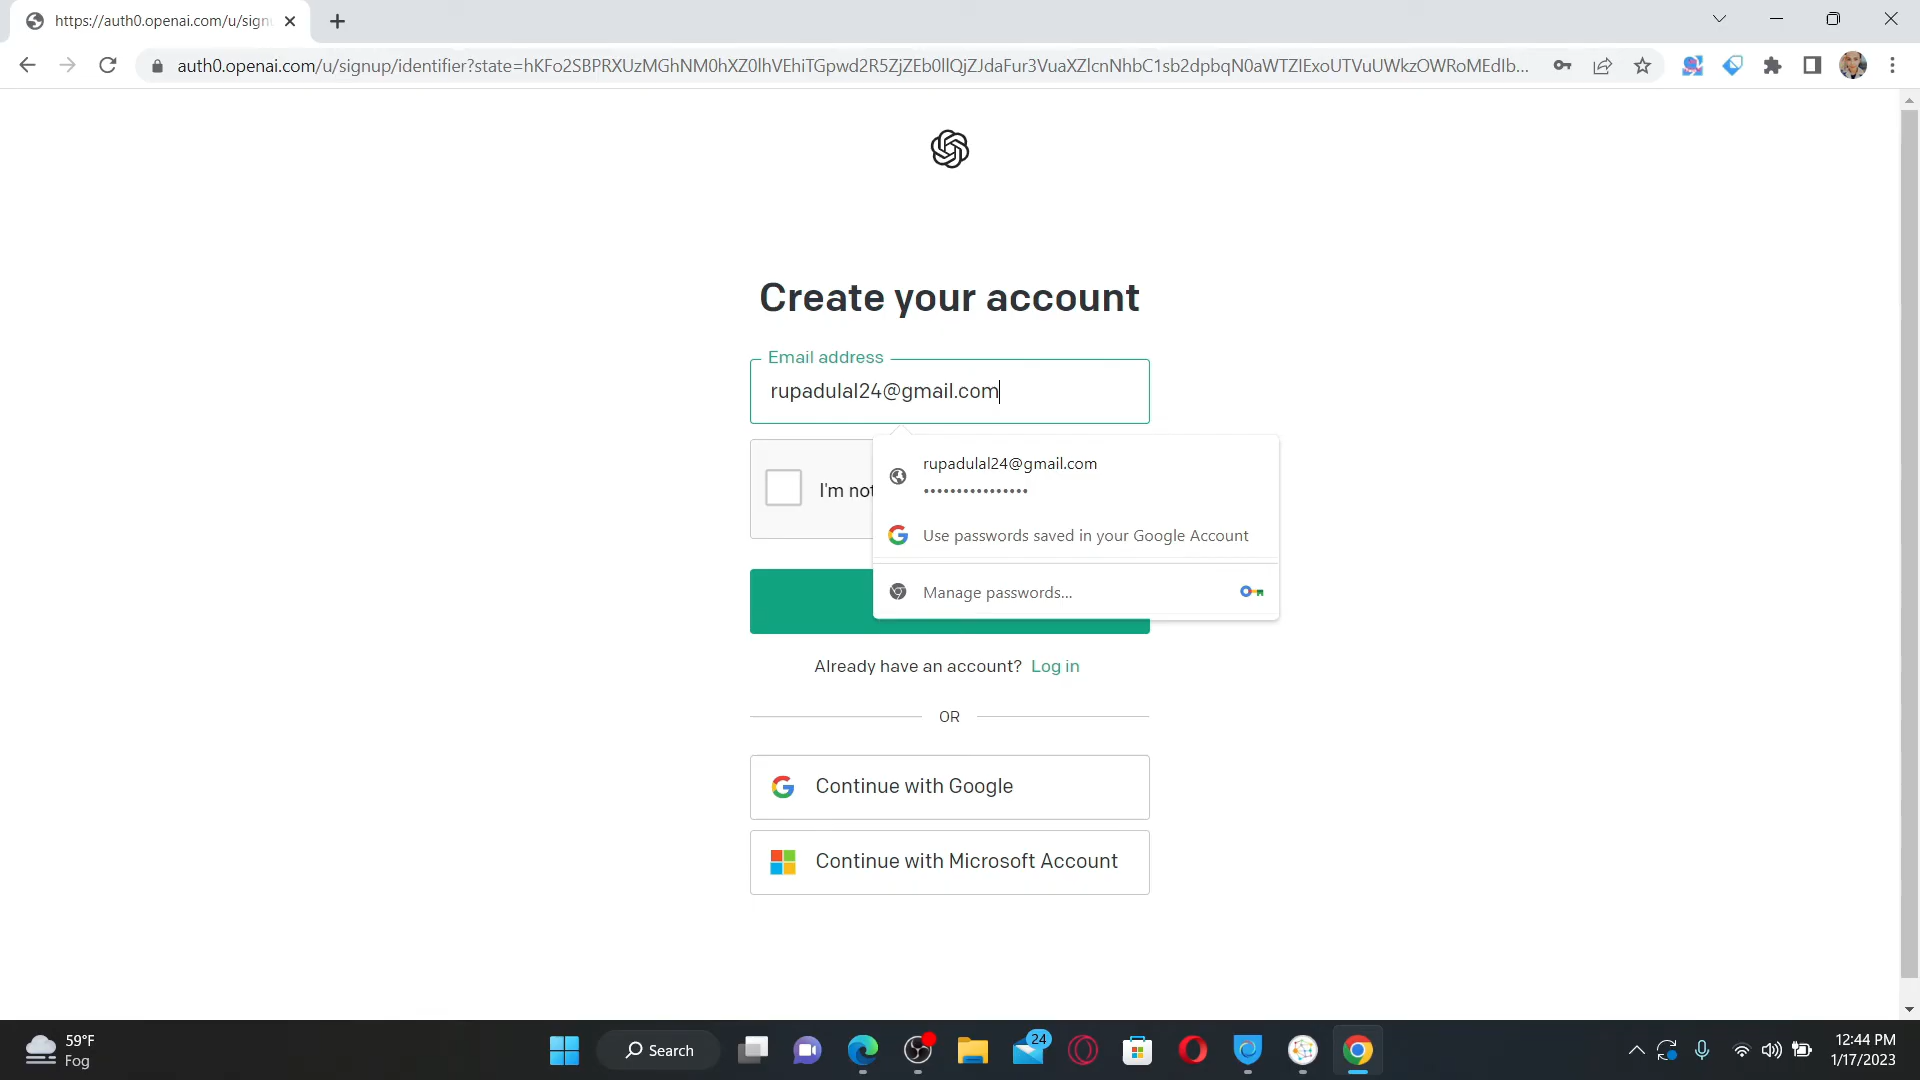 https://auth0.openai.com/u/sign
auth0.openai.com/u/signup/identifier?state=hKFo2SBPRXUzMGhNM0hXZ0lhVEhiTGpwd2R5ZjZEb0llQjZJdaFur3VuaXZlcnNhbC1sb2dpbqN0aWTZIExoUTVuUWkzOWRoMEdIb...
Create your account
Email address
rupadulal24@gmail.com
rupadulal24@gmail.com
••••••••••••••••
I'm not
Use passwords saved in your Google Account
Manage passwords...
Already have an account? Log in
OR
Continue with Google
Continue with Microsoft Account
59°F
Fog
Search
24
12:44 PM
1/17/2023